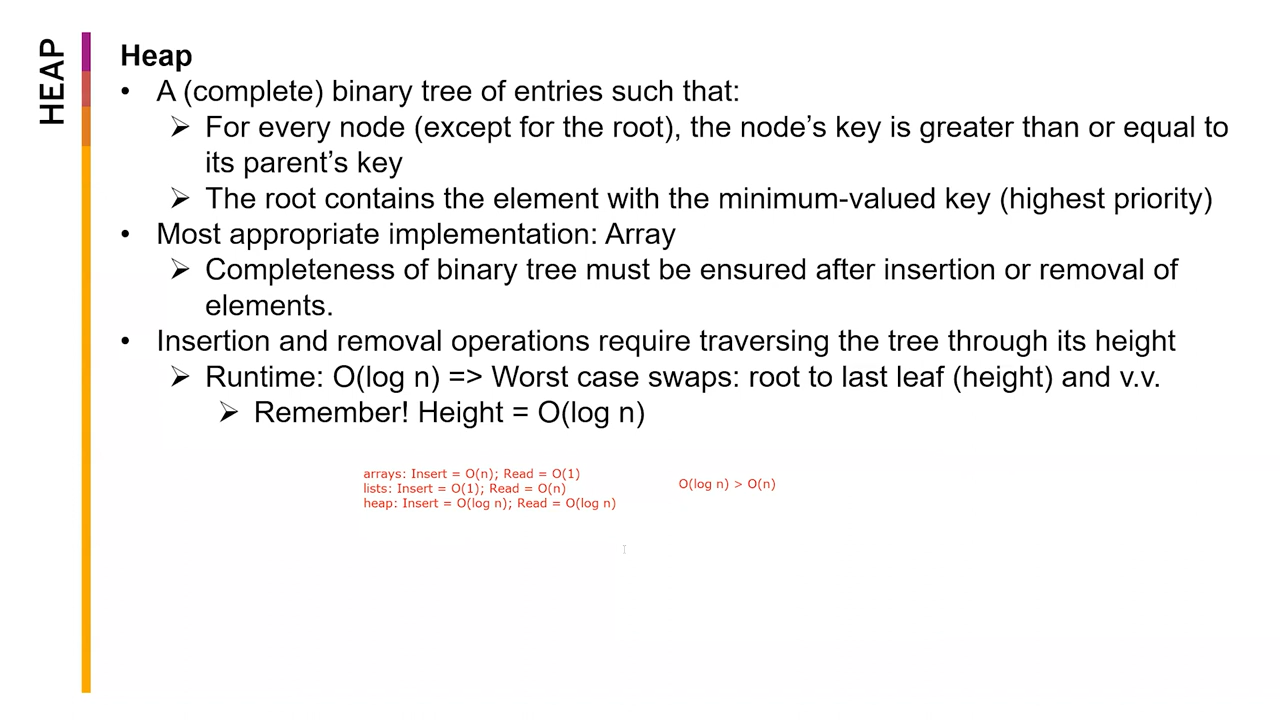 HEAP
Heap
• A (complete) binary tree of entries such that:
➢ For every node (except for the root), the node’s key is greater than or equal to
its parent’s key
➢ The root contains the element with the minimum-valued key (highest priority)
• Most appropriate implementation: Array
➢ Completeness of binary tree must be ensured after insertion or removal of
elements.
• Insertion and removal operations require traversing the tree through its height
➢ Runtime: O(log n) => Worst case swaps: root to last leaf (height) and v.v.
➢ Remember! Height = O(log n)
arrays: Insert = O(n); Read = O(1)
lists: Insert = O(1); Read = O(n)
heap: Insert = O(log n); Read = O(log n)
O(log n) > O(n)